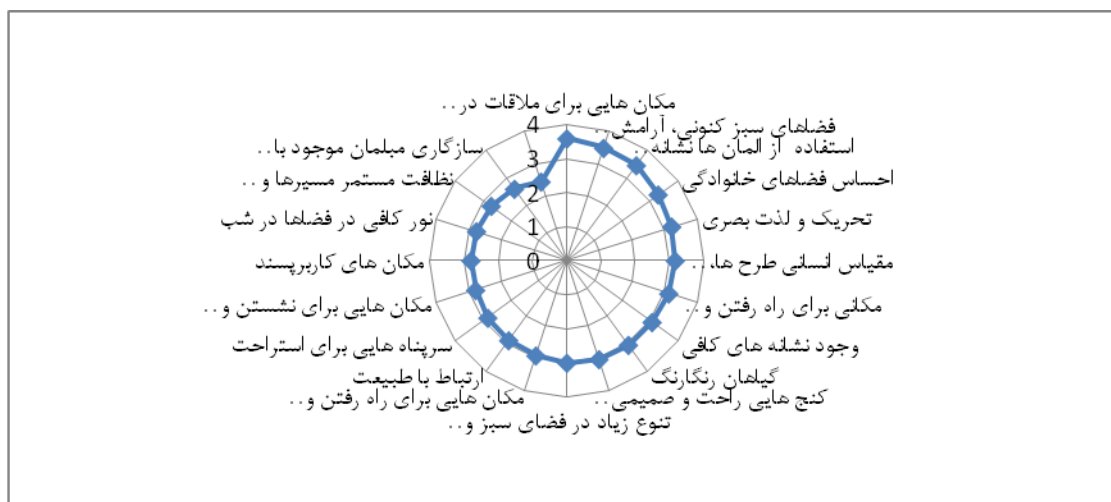 مکان هایی برای ملاقات در..
فضاهای سبز کنونی، آرامش..
استفاده از المان ها نشانه..
احساس فضاهای خانوادگی
تحریک و لذت بصری
مقیاس انسانی طرح ها،..
مکانی برای راه رفتن و..
وجود نشانه های کافی
گیاهان رنگارنگ
کنج هایی راحت و صمیمی..
تنوع زیاد در فضای سبز و..
مکان هایی برای راه رفتن و..
ارتباط با طبیعت
سرپناه هایی برای استراحت
مکان هایی برای نشستن و..
مکان های کاربرپسند
نور کافی در فضاها در شب
نظافت مستمر مسیرها و..
سازگاری مبلمان موجود با..
4
3
2
1
0